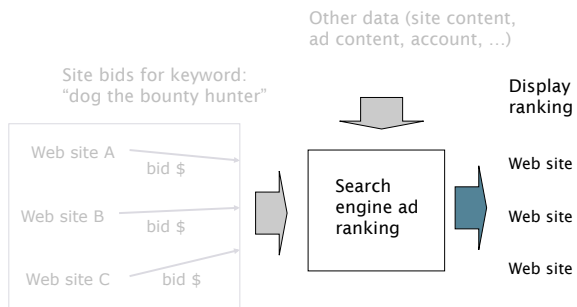 Other data (site content,
ad content, account, …)
Site bids for keyword:
“dog the bounty hunter”
Display
ranking
Web site A
bid $
Web site B
bid $
Web site C
bid $
Search
engine ad
ranking
Web site
Web site
Web site